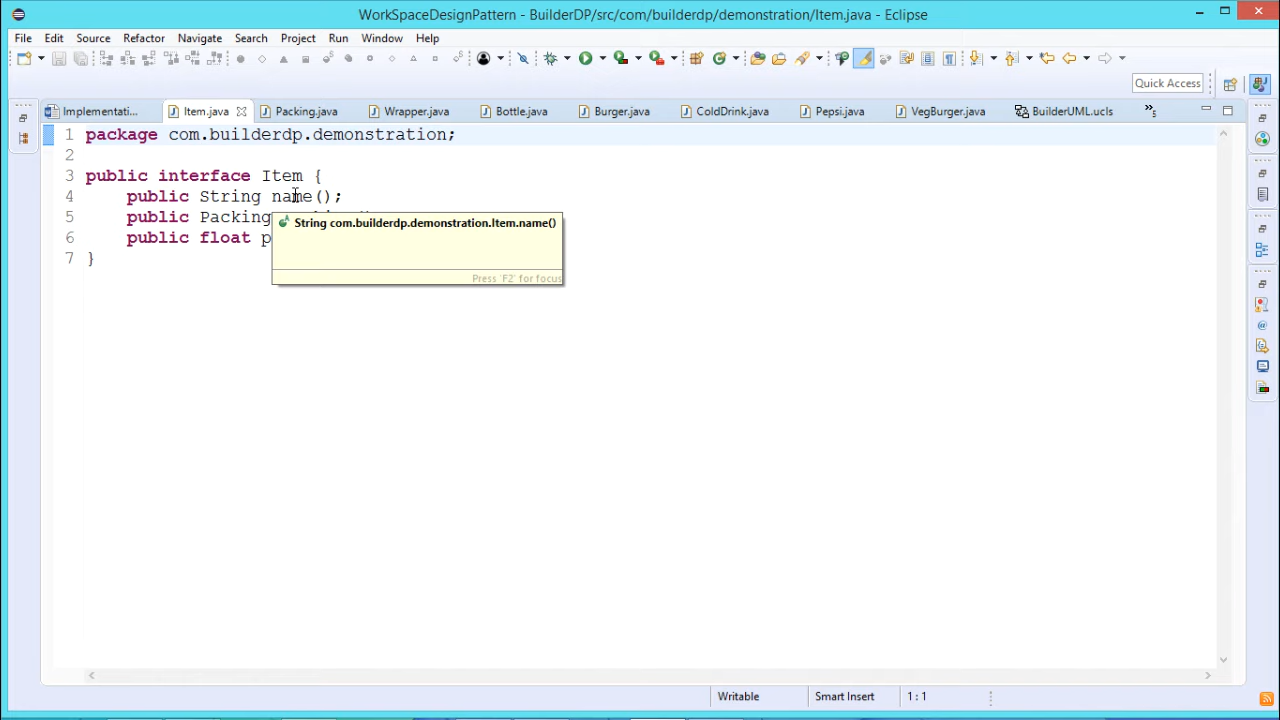 WorkSpaceDesignPattern - BuilderDP/src/com/builderdp/demonstration/Item.java - Eclipse
File Edit Source Refactor Navigate Search Project Run Window Help
Quick Access
Implementati... Item.java Packing.java Wrapper.java Bottle.java Burger.java ColdDrink.java Pepsi.java VegBurger.java BuilderUML.ucls »5
1 package com.builderdp.demonstration;
2
3 public interface Item {
4 public String name();
5 public Packing
6 public float p
7 }
String com.builderdp.demonstration.Item.name()
Press 'F2' for focus
Writable Smart Insert 1 : 1